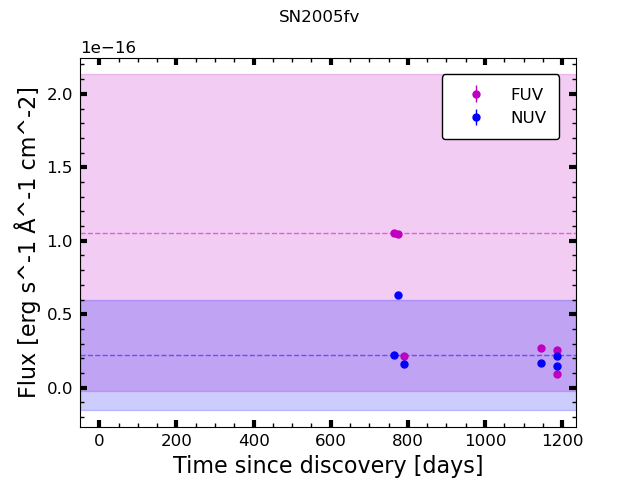 SN2005fv
1e−16
FUV
NUV
2.0
1.5
1.0
0.5
0.0
Flux [erg s^-1 Å^-1 cm^-2]
0 200 400 600 800 1000 1200
Time since discovery [days]